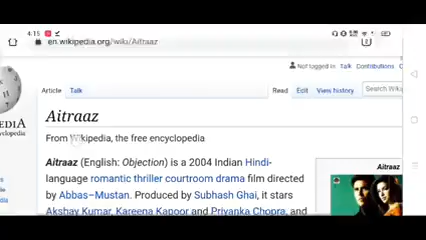 4:15
en.wikipedia.org/wiki/Aitraaz
Not logged in Talk Contributions
Article Talk Read Edit View history Search Wiki
Aitraaz
From Wikipedia, the free encyclopedia
Aitraaz (English: Objection) is a 2004 Indian Hindi-
language romantic thriller courtroom drama film directed
by Abbas–Mustan. Produced by Subhash Ghai, it stars
Akshay Kumar, Kareena Kapoor and Priyanka Chopra, and
Aitraaz